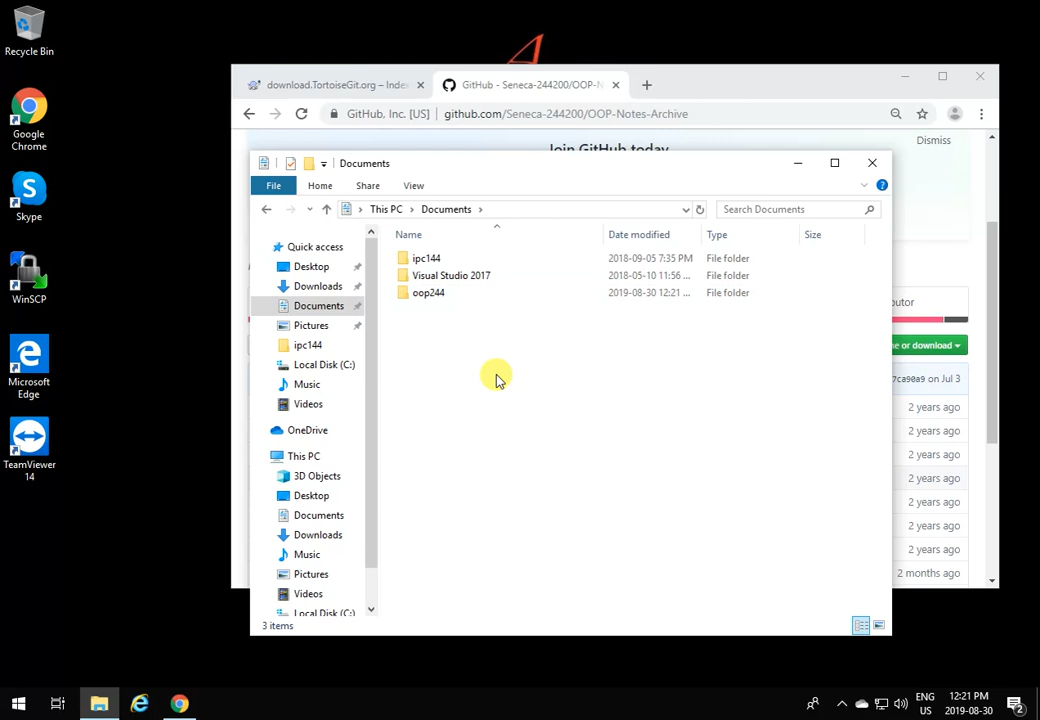 Recycle Bin
Google
Chrome
Skype
WinSCP
Microsoft
Edge
TeamViewer
14
download.TortoiseGit.org – Index
GitHub - Seneca-244200/OOP-N
GitHub, Inc. [US]
github.com/Seneca-244200/OOP-Notes-Archive
Join GitHub today
Dismiss
Documents
File
Home
Share
View
This PC
Documents
Search Documents
Name
Date modified
Type
Size
ipc144
2018-09-05 7:35 PM
File folder
Visual Studio 2017
2018-05-10 11:56 ...
File folder
oop244
2019-08-30 12:21 ...
File folder
Quick access
Desktop
Downloads
Documents
Pictures
ipc144
Local Disk (C:)
Music
Videos
OneDrive
This PC
3D Objects
Desktop
Documents
Downloads
Music
Pictures
Videos
Local Disk (C:)
3 items
butor
ne or download
7ca90a9 on Jul 3
2 years ago
2 years ago
2 years ago
2 years ago
2 years ago
2 years ago
2 years ago
2 months ago
ENG
US
12:21 PM
2019-08-30
2